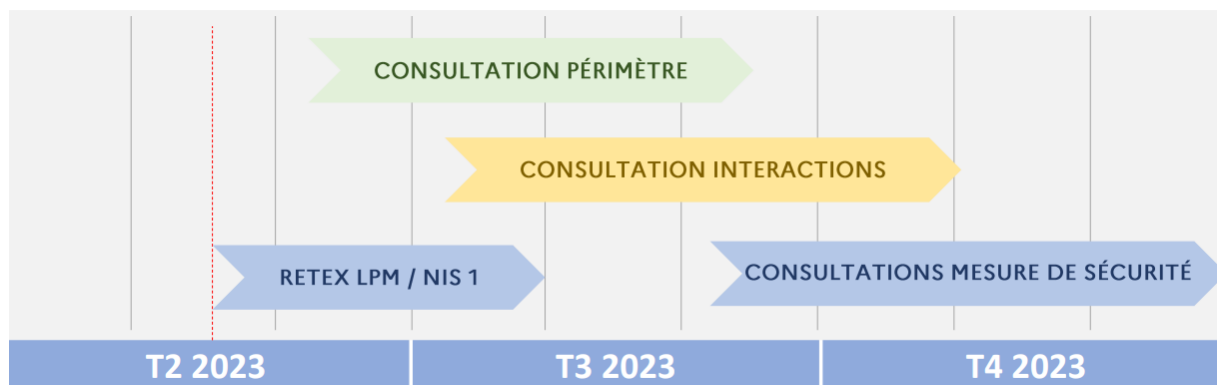 CONSULTATION PÉRIMÈTRE
CONSULTATION INTERACTIONS
RETEX LPM / NIS 1
CONSULTATIONS MESURE DE SÉCURITÉ
T2 2023
T3 2023
T4 2023